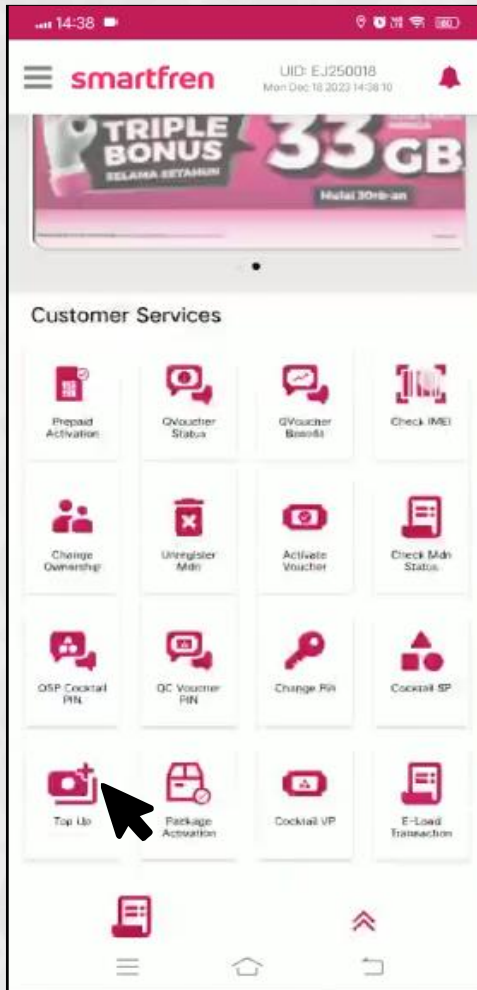 14:38
smartfren
UID: EJ250018
Mon Dec 18 2023 14:38:10
TRIPLE
BONUS
SELAMA SETAHUN
33 GB
Mulai 30rb-an
Customer Services
Prepaid
Activation
QVoucher
Status
QVoucher
Benefit
Check IMEI
Change
Ownership
Unregister
Mdn
Activate
Voucher
Check Mdn
Status
QSP Cocktail
PIN
QC Voucher
PIN
Change Pin
Cocktail SP
Top Up
Package
Activation
Cocktail VP
E-Load
Transaction